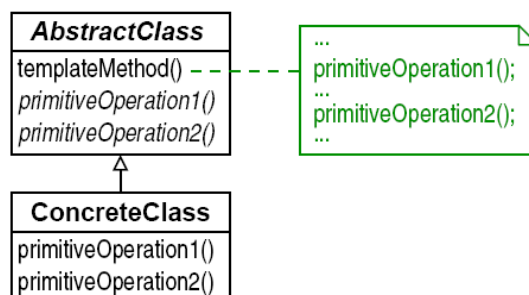 AbstractClass
templateMethod()
primitiveOperation1()
primitiveOperation2()
...
primitiveOperation1();
...
primitiveOperation2();
...
ConcreteClass
primitiveOperation1()
primitiveOperation2()